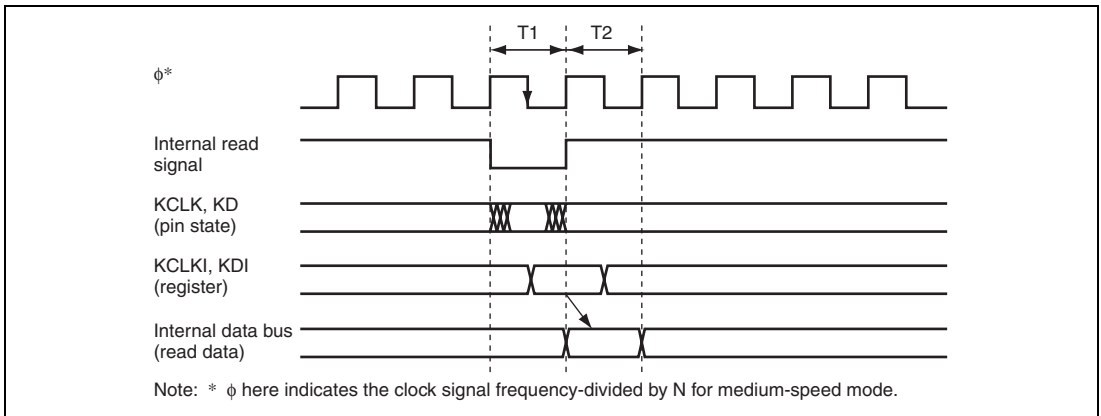 T1 T2
φ*
Internal read
signal
KCLK, KD
(pin state)
KCLKI, KDI
(register)
Internal data bus
(read data)
Note: * φ here indicates the clock signal frequency-divided by N for medium-speed mode.